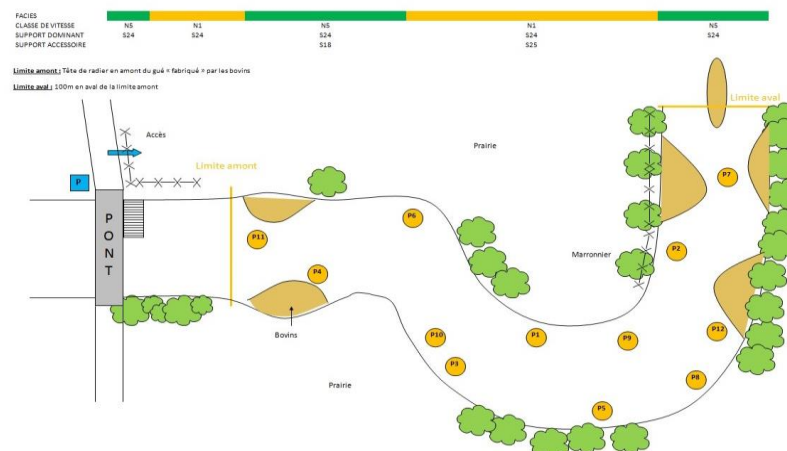 FACIES
CLASSE DE VITESSE N5 N1 N5 N1 N5
SUPPORT DOMINANT S24 S24 S24 S24 S24
SUPPORT ACCESSOIRE S18 S25
Limite amont : Tête de radier en amont du gué « fabriqué » par les bovins
Limite aval : 100m en aval de la limite amont
Limite aval
Accès
Prairie
Limite amont
P
P7
P6
PONT
P11
P2
Marronnier
P4
P12
Bovins
P10
P1
P9
P3
P8
Prairie
P5